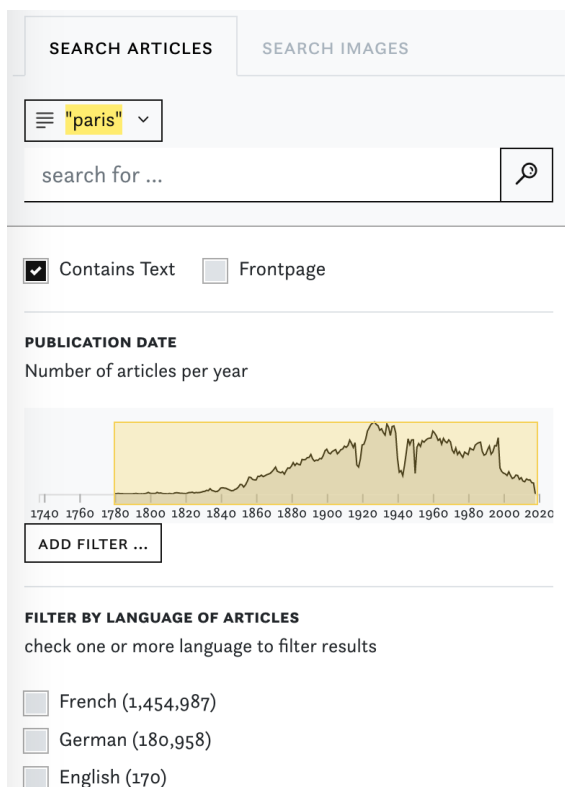 SEARCH ARTICLES SEARCH IMAGES
"paris"
search for ...
Contains Text Frontpage
PUBLICATION DATE
Number of articles per year
1740 1760 1780 1800 1820 1840 1860 1880 1900 1920 1940 1960 1980 2000 2020
ADD FILTER ...
FILTER BY LANGUAGE OF ARTICLES
check one or more language to filter results
French (1,454,987)
German (180,958)
English (170)